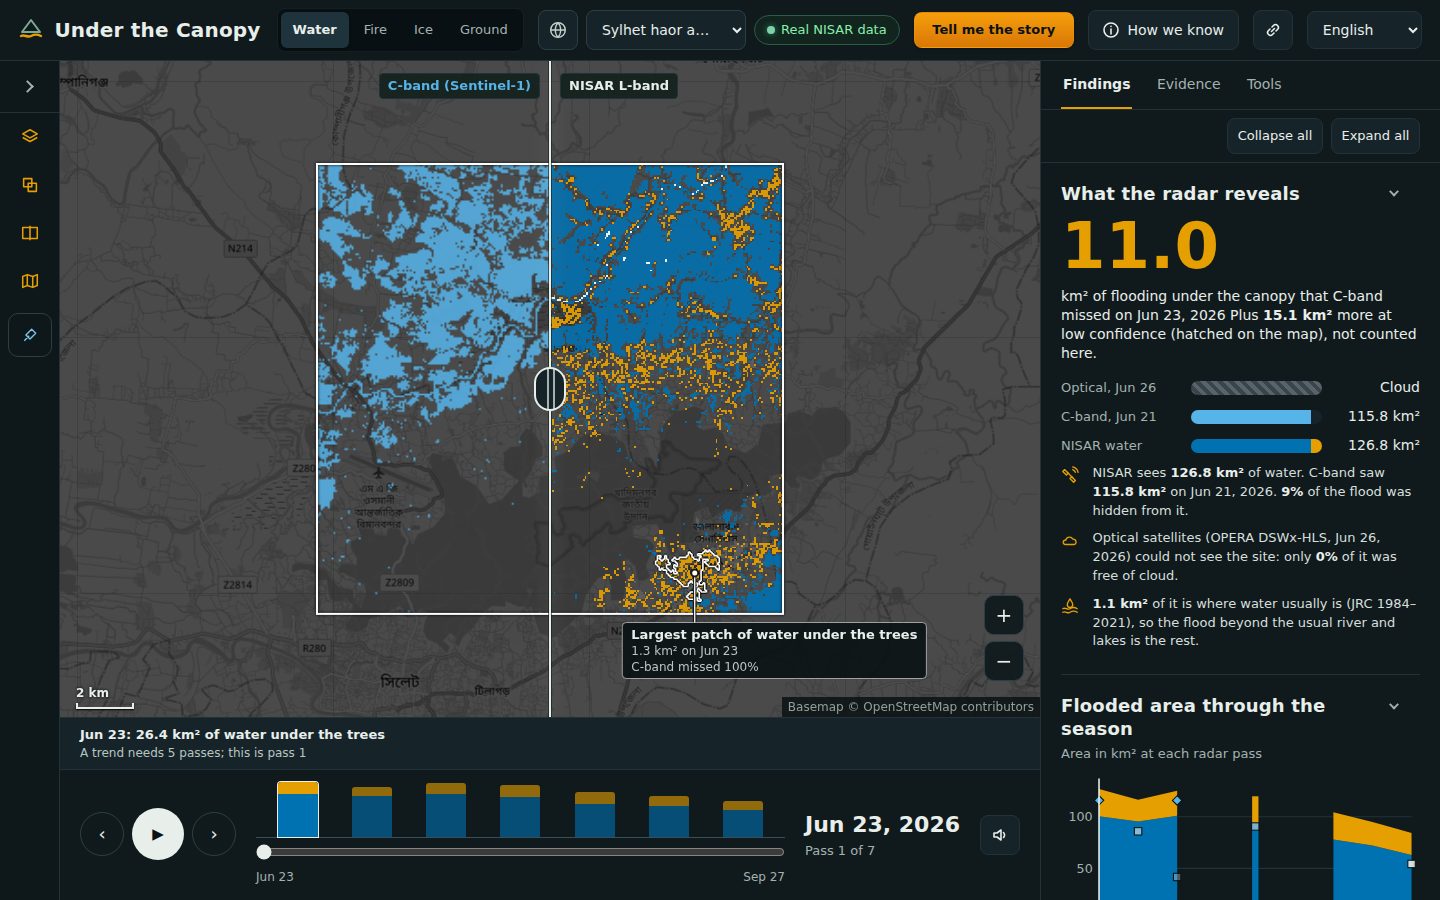 Under the Canopy
Water
Fire
Ice
Ground
Sylhet haor a…
Real NISAR data
Tell me the story
How we know
English
C-band (Sentinel-1)
NISAR L-band
N214
Z280
Z2814
Z2809
R280
সিলেট
টিলাগড়
এম এ জি
ওসমানী
আন্তর্জাতিক
বিমানবন্দর
Largest patch of water under the trees
1.3 km² on Jun 23
C-band missed 100%
+
−
2 km
Basemap © OpenStreetMap contributors
Jun 23: 26.4 km² of water under the trees
A trend needs 5 passes; this is pass 1
Jun 23
Sep 27
Jun 23, 2026
Pass 1 of 7
Findings
Evidence
Tools
Collapse all
Expand all
What the radar reveals
11.0
km² of flooding under the canopy that C-band
missed on Jun 23, 2026 Plus 15.1 km² more at
low confidence (hatched on the map), not counted
here.
Optical, Jun 26
Cloud
C-band, Jun 21
115.8 km²
NISAR water
126.8 km²
NISAR sees 126.8 km² of water. C-band saw
115.8 km² on Jun 21, 2026. 9% of the flood was
hidden from it.
Optical satellites (OPERA DSWx-HLS, Jun 26,
2026) could not see the site: only 0% of it was
free of cloud.
1.1 km² of it is where water usually is (JRC 1984–
2021), so the flood beyond the usual river and
lakes is the rest.
Flooded area through the
season
Area in km² at each radar pass
100
50